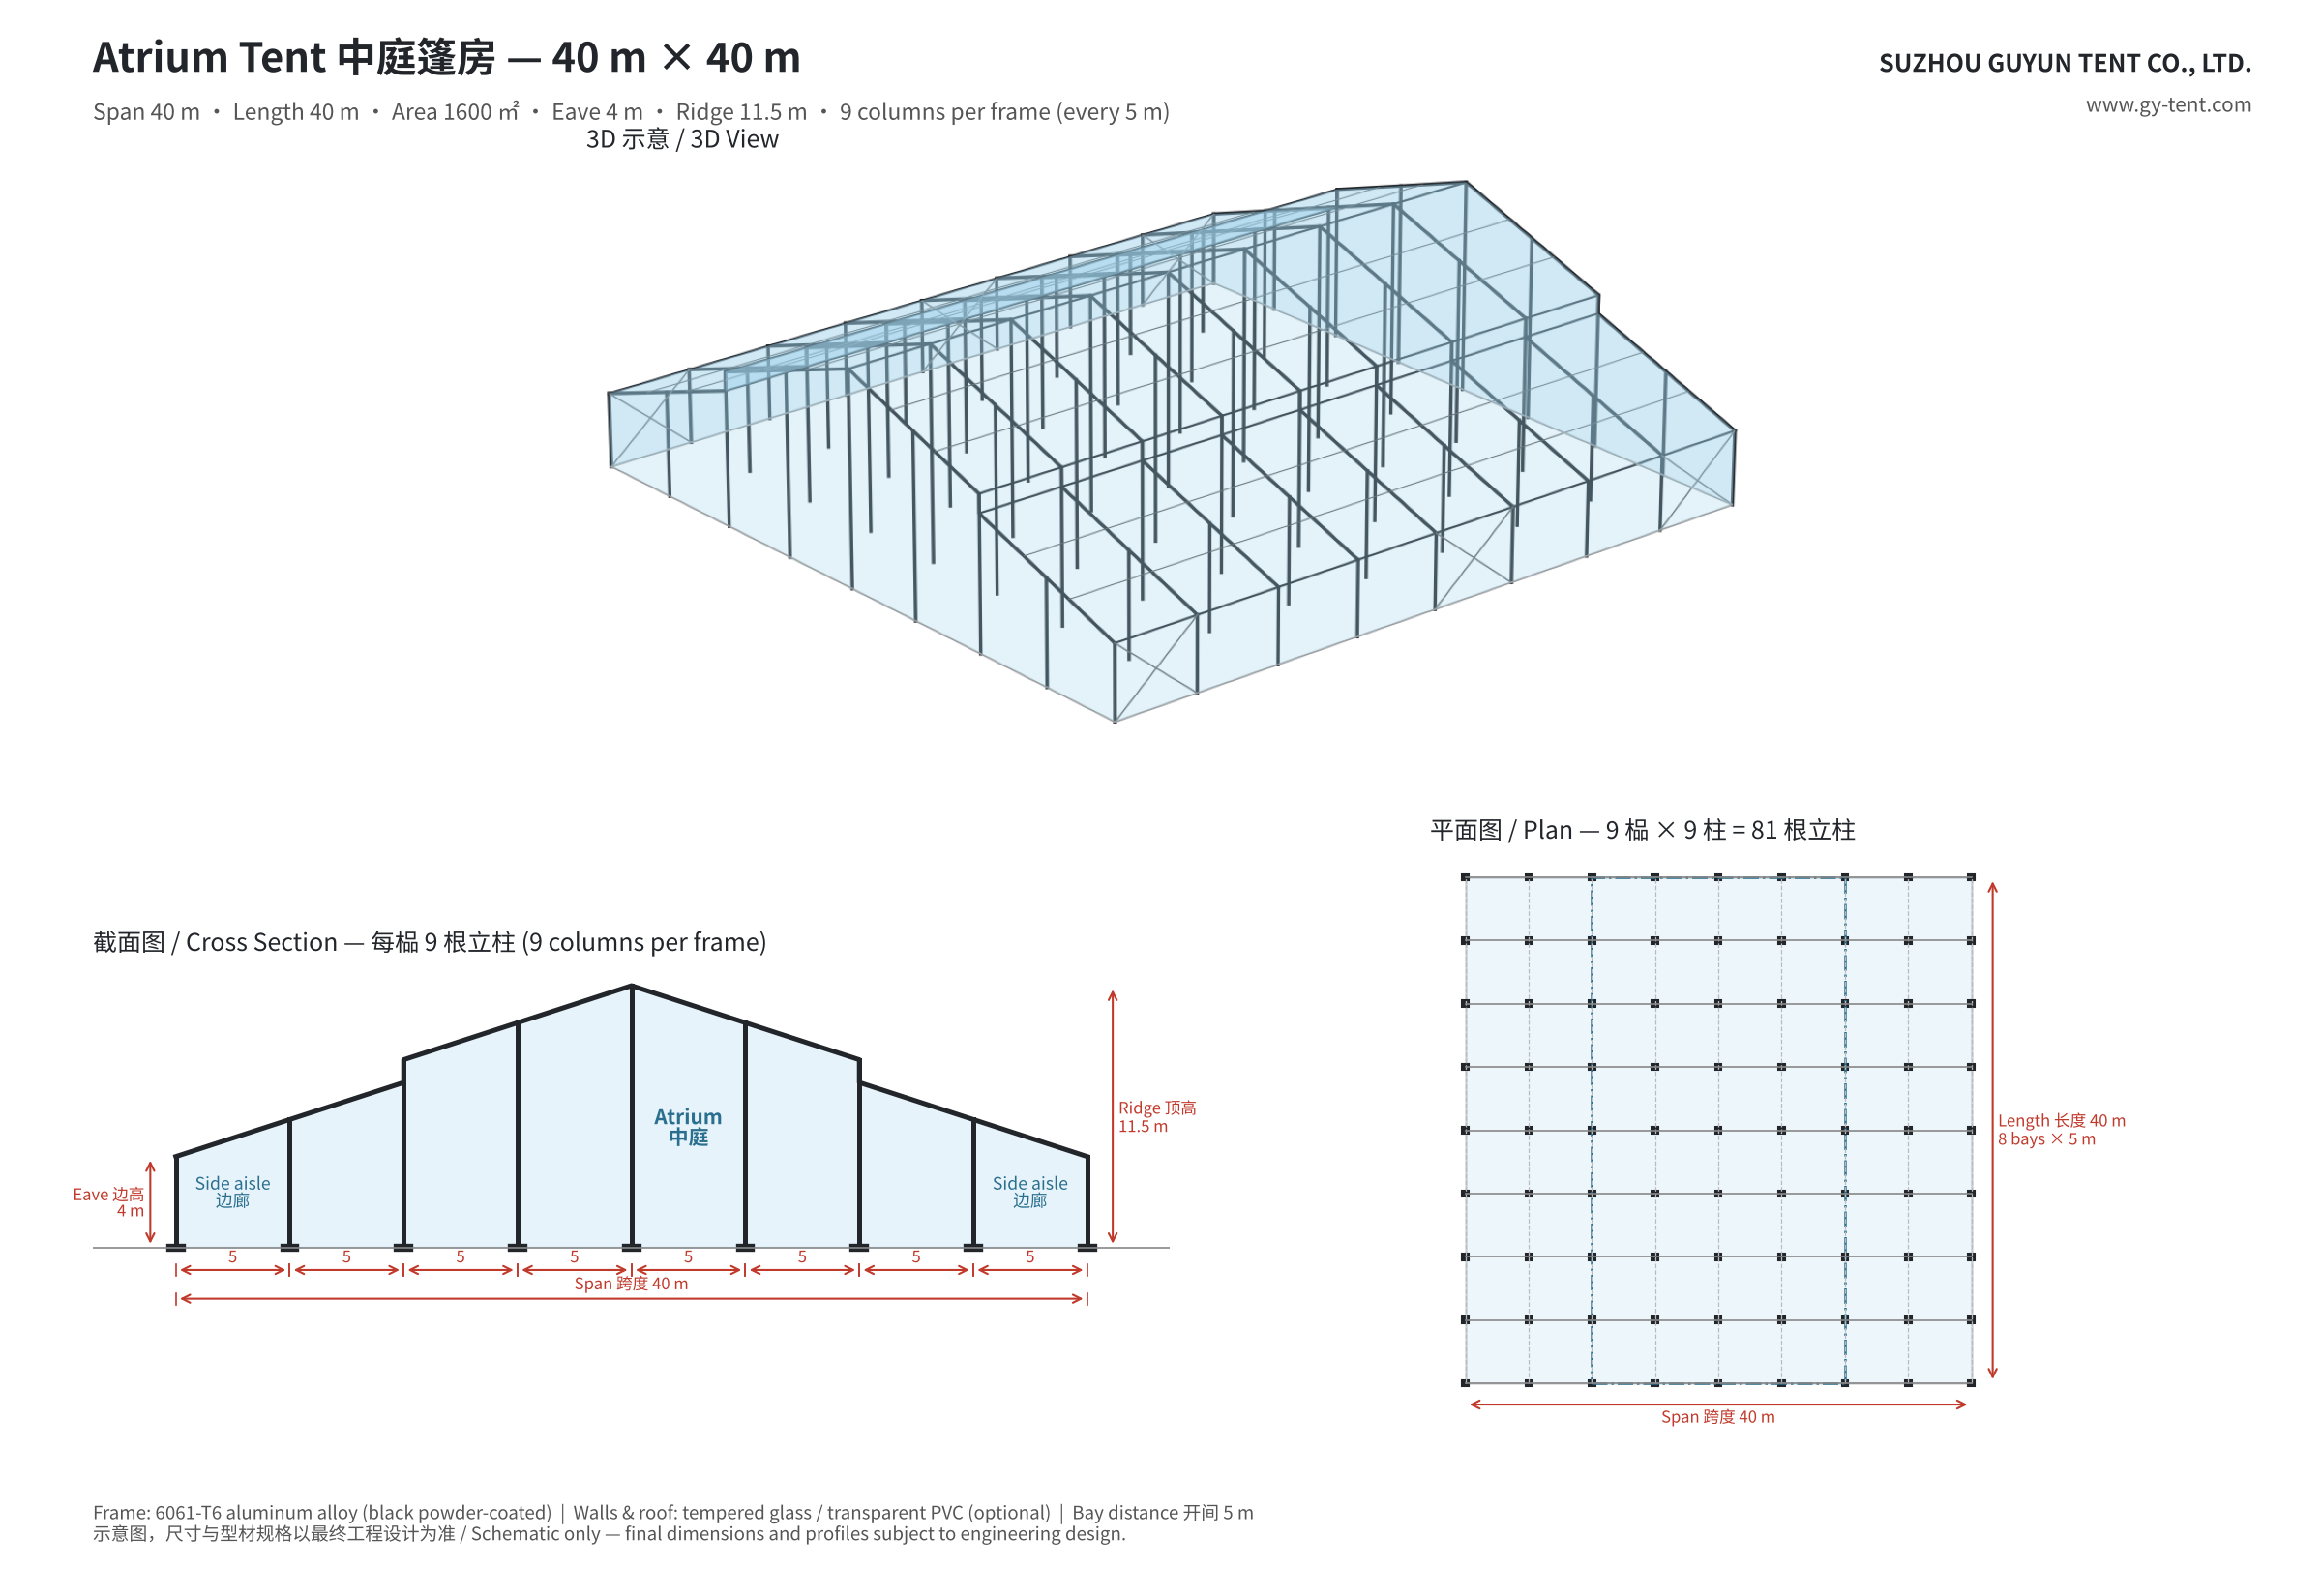 Atrium Tent 中庭篷房 — 40 m × 40 m
SUZHOU GUYUN TENT CO., LTD.
www.gy-tent.com
Span 40 m · Length 40 m · Area 1600 ㎡ · Eave 4 m · Ridge 11.5 m · 9 columns per frame (every 5 m)
3D 示意 / 3D View
平面图 / Plan — 9 榀 × 9 柱 = 81 根立柱
截面图 / Cross Section — 每榀 9 根立柱 (9 columns per frame)
Atrium
中庭
Ridge 顶高
11.5 m
Side aisle
边廊
Side aisle
边廊
Eave 边高
4 m
5 5 5 5 5 5 5 5
Span 跨度 40 m
Length 长度 40 m
8 bays × 5 m
Span 跨度 40 m
Frame: 6061-T6 aluminum alloy (black powder-coated) | Walls & roof: tempered glass / transparent PVC (optional) | Bay distance 开间 5 m
示意图，尺寸与型材规格以最终工程设计为准 / Schematic only — final dimensions and profiles subject to engineering design.